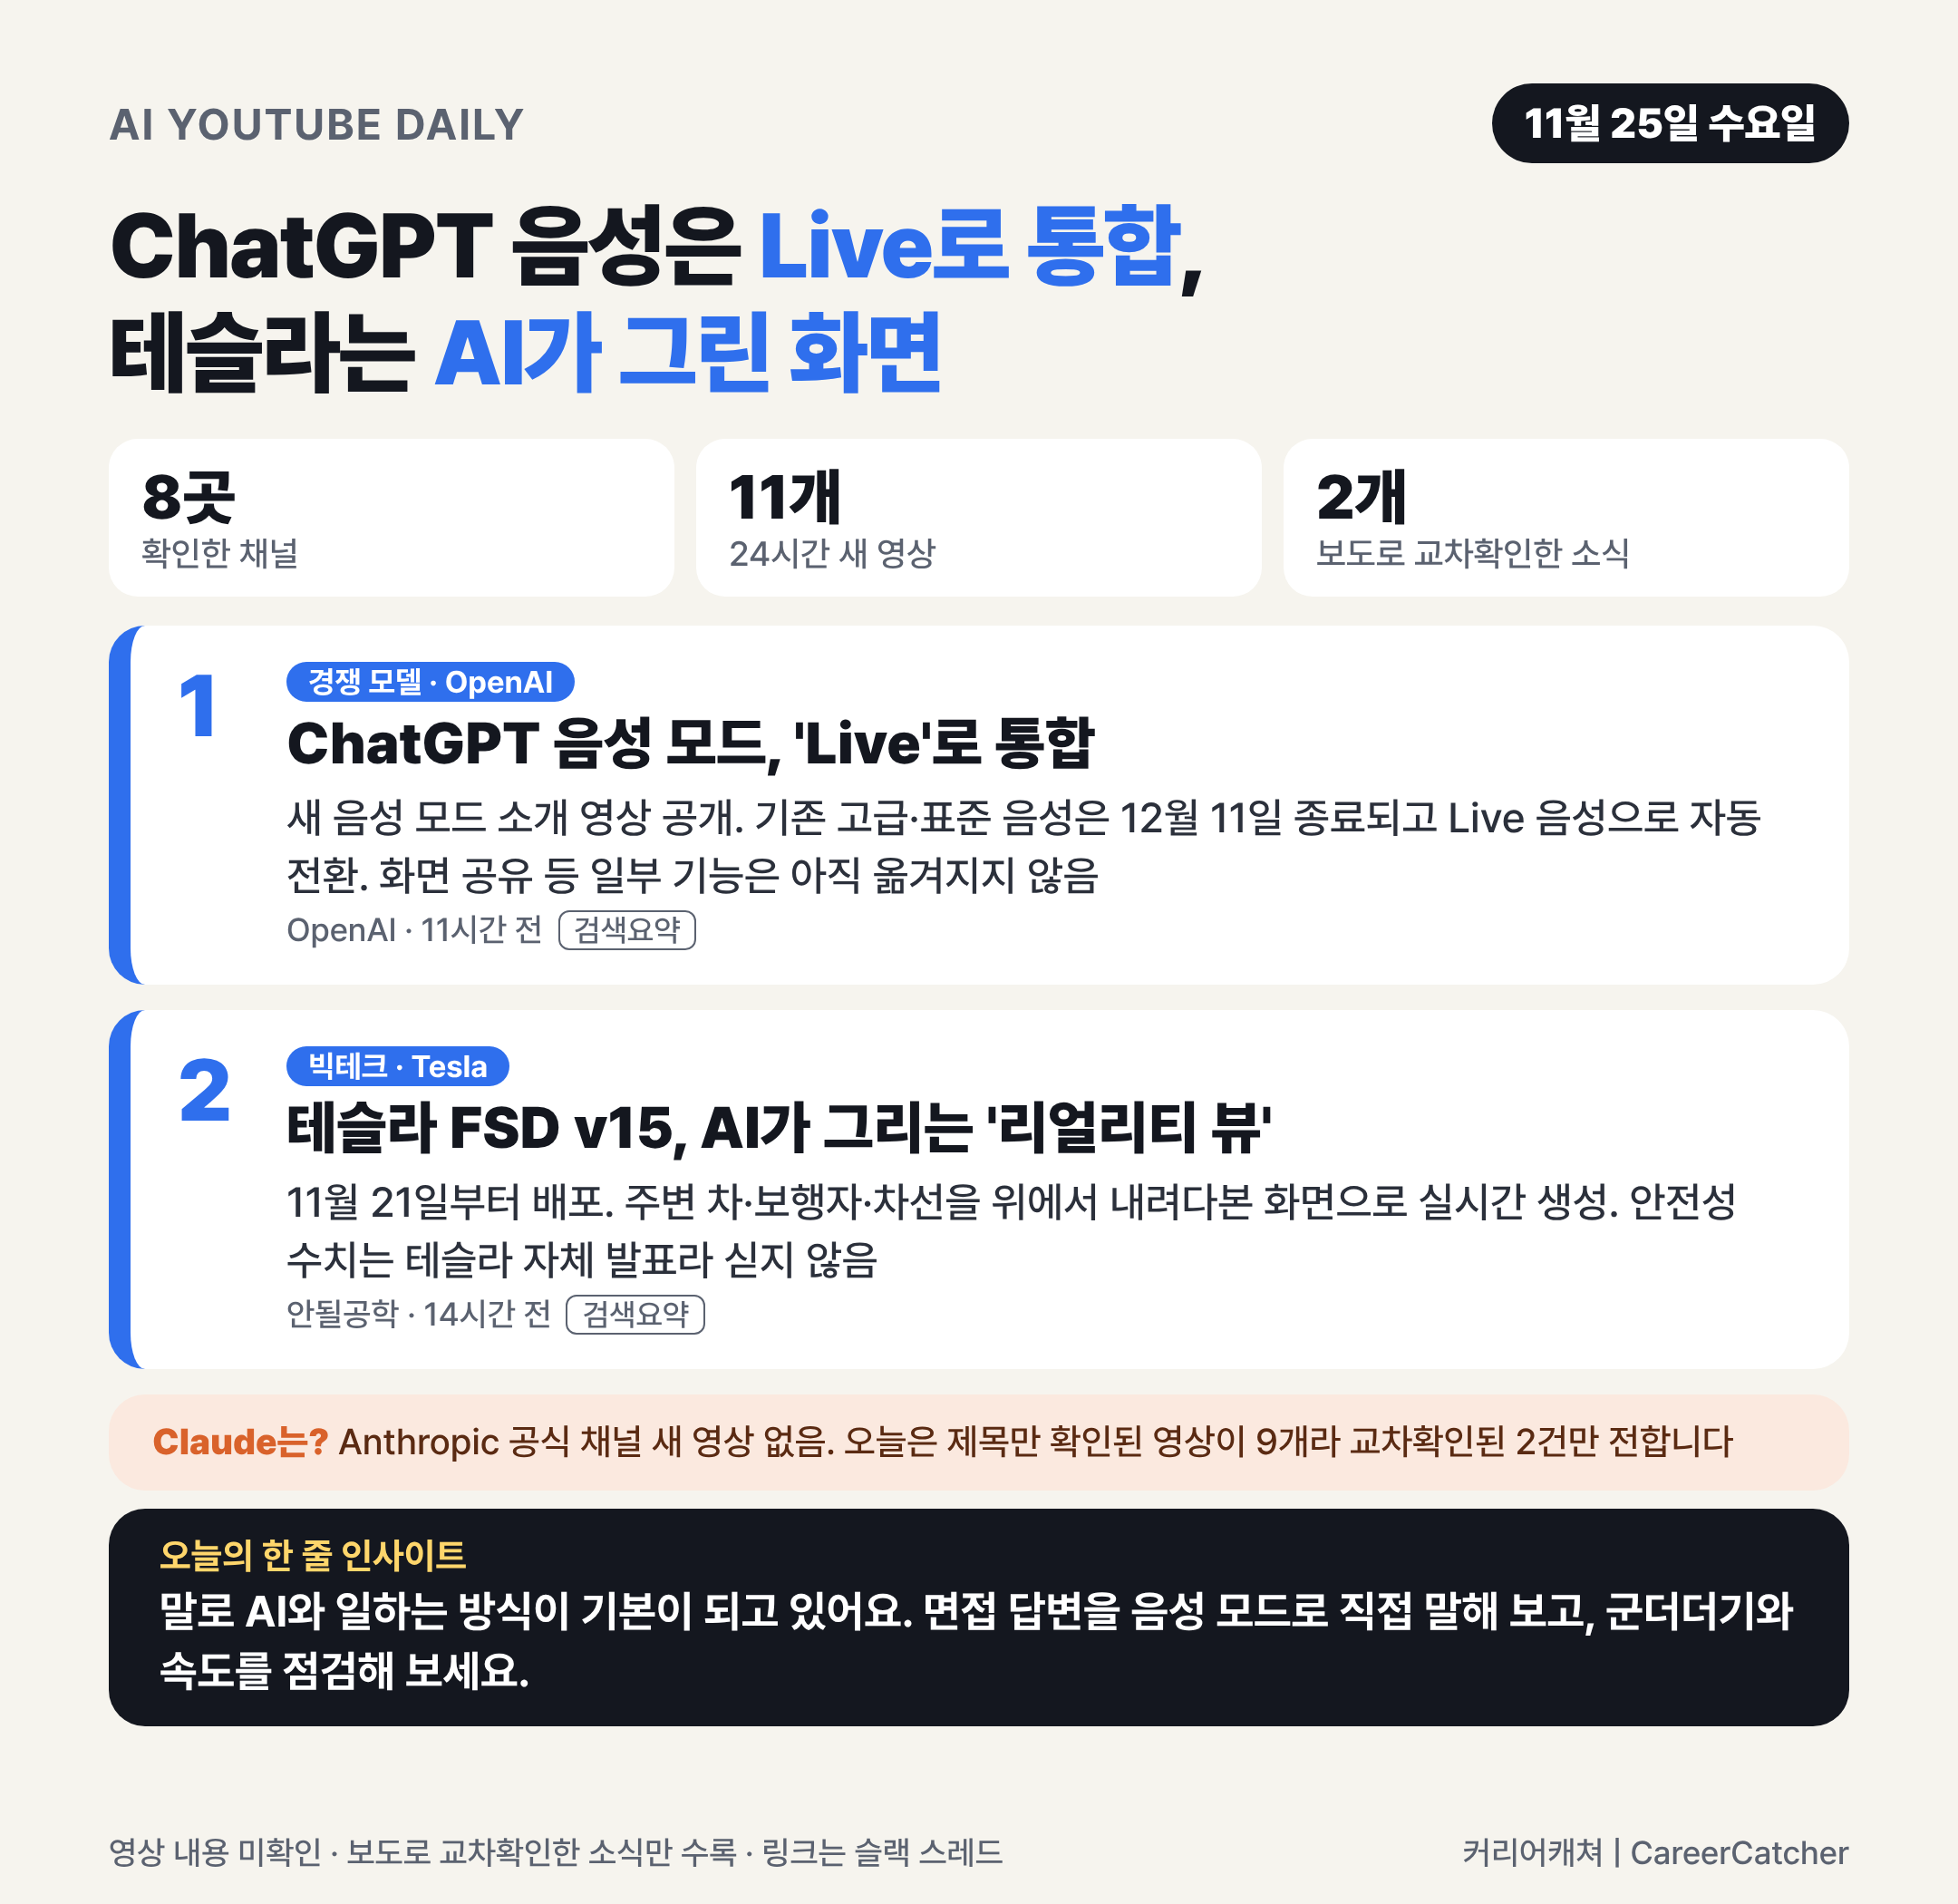 AI YOUTUBE DAILY
11월 25일 수요일
ChatGPT 음성은 Live로 통합,
테슬라는 AI가 그린 화면
8곳
확인한 채널
11개
24시간 새 영상
2개
보도로 교차확인한 소식
1
경쟁 모델 · OpenAI
ChatGPT 음성 모드, 'Live'로 통합
새 음성 모드 소개 영상 공개. 기존 고급·표준 음성은 12월 11일 종료되고 Live 음성으로 자동
전환. 화면 공유 등 일부 기능은 아직 옮겨지지 않음
OpenAI · 11시간 전 검색요약
2
빅테크 · Tesla
테슬라 FSD v15, AI가 그리는 '리얼리티 뷰'
11월 21일부터 배포. 주변 차·보행자·차선을 위에서 내려다본 화면으로 실시간 생성. 안전성
수치는 테슬라 자체 발표라 싣지 않음
안될공학 · 14시간 전 검색요약
Claude는? Anthropic 공식 채널 새 영상 없음. 오늘은 제목만 확인된 영상이 9개라 교차확인된 2건만 전합니다
오늘의 한 줄 인사이트
말로 AI와 일하는 방식이 기본이 되고 있어요. 면접 답변을 음성 모드로 직접 말해 보고, 군더더기와
속도를 점검해 보세요.
영상 내용 미확인 · 보도로 교차확인한 소식만 수록 · 링크는 슬랙 스레드
커리어캐쳐 | CareerCatcher